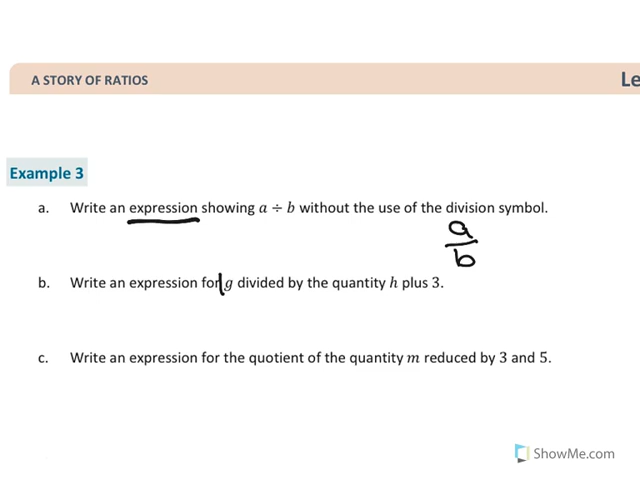 A STORY OF RATIOS
Le
Example 3
a. Write an expression showing a ÷ b without the use of the division symbol.
a
b
b. Write an expression for g divided by the quantity h plus 3.
c. Write an expression for the quotient of the quantity m reduced by 3 and 5.
ShowMe.com